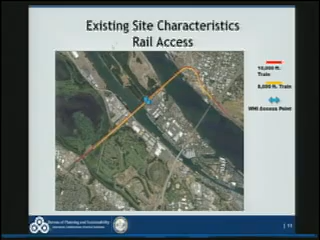 Existing Site Characteristics
Rail Access
10,000 ft.
Train
8,000 ft. Train
WHI Access Point
Bureau of Planning and Sustainability
| 11